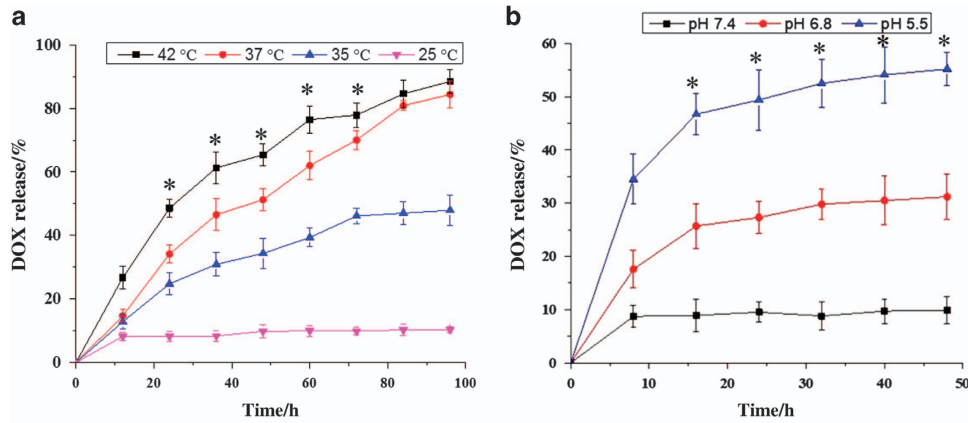 a
42 °C 37 °C 35 °C 25 °C
100
80
60
40
20
0
DOX release/%
* * * * *
0 20 40 60 80 100
Time/h
b
pH 7.4 pH 6.8 pH 5.5
60
50
40
30
20
10
0
DOX release/%
* * * * *
0 10 20 30 40 50
Time/h